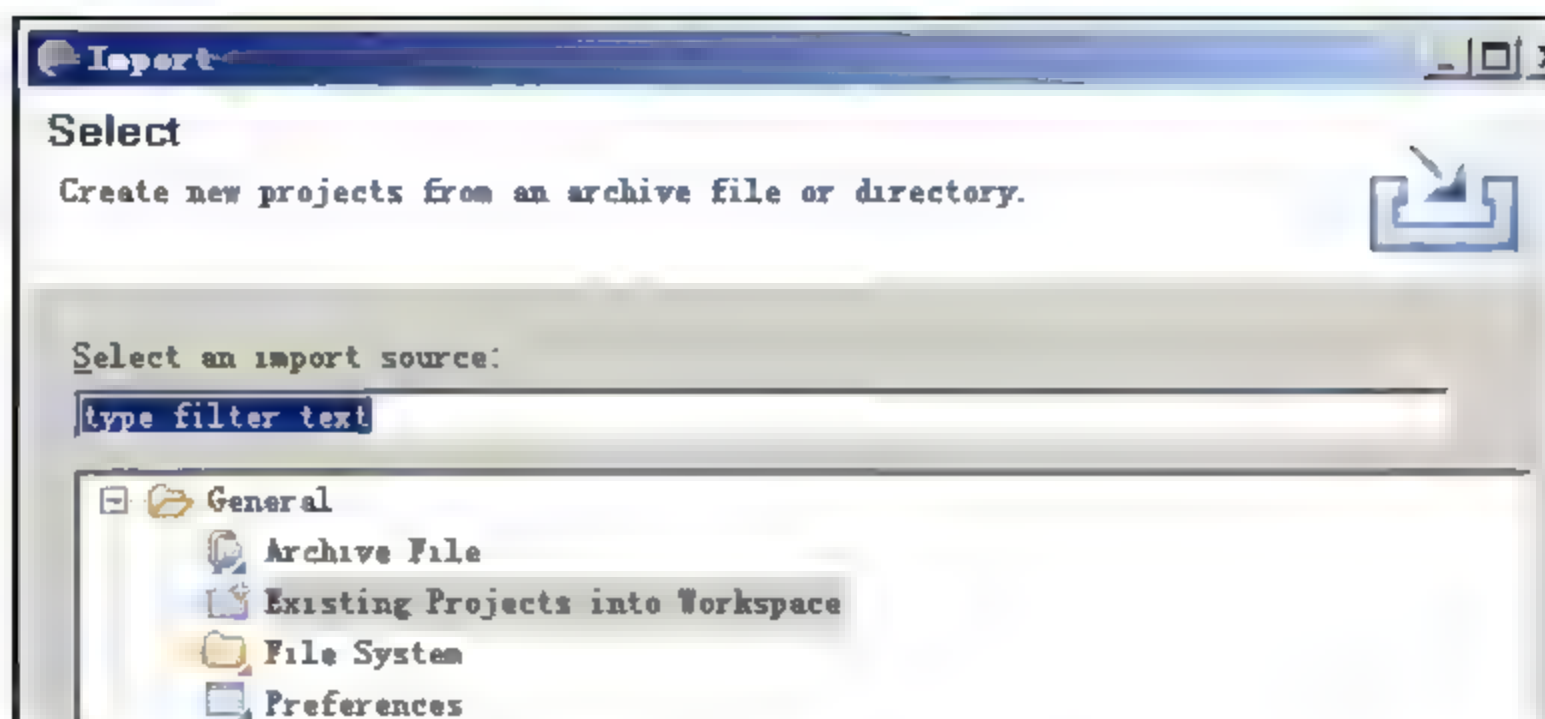 Import
Select
Create new projects from an archive file or directory.
Select an import source:
type filter text
General
Archive File
Existing Projects into Workspace
File System
Preferences